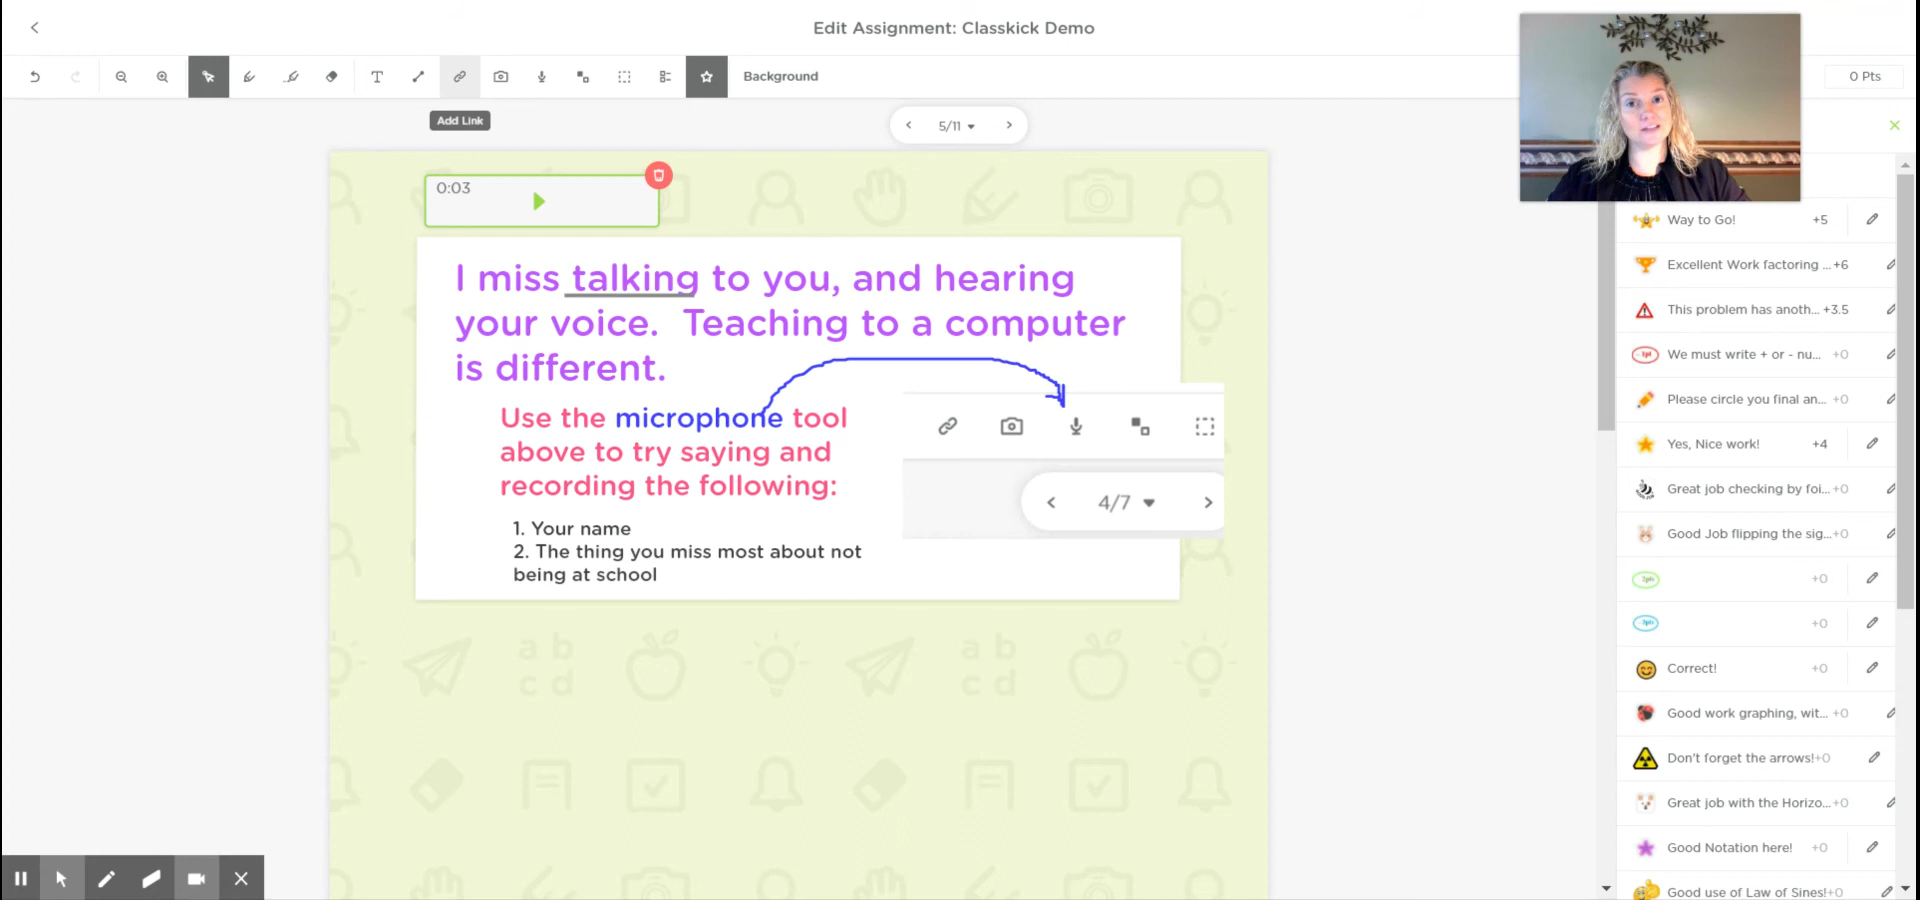 Edit Assignment: Classkick Demo
Background
0 Pts
Add Link
5/11
0:03
I miss talking to you, and hearing
your voice. Teaching to a computer
is different.
Use the microphone tool
above to try saying and
recording the following:
1. Your name
2. The thing you miss most about not
being at school
4/7
Way to Go! +5
Excellent Work factoring ... +6
This problem has anoth... +3.5
We must write + or - nu... +0
Please circle you final an... +0
Yes, Nice work! +4
Great job checking by foi... +0
Good Job flipping the sig... +0
+0
+0
Correct! +0
Good work graphing, wit... +0
Don't forget the arrows! +0
Great job with the Horizo... +0
Good Notation here! +0
Good use of Law of Sines! +0
a b
c d
a b
c d